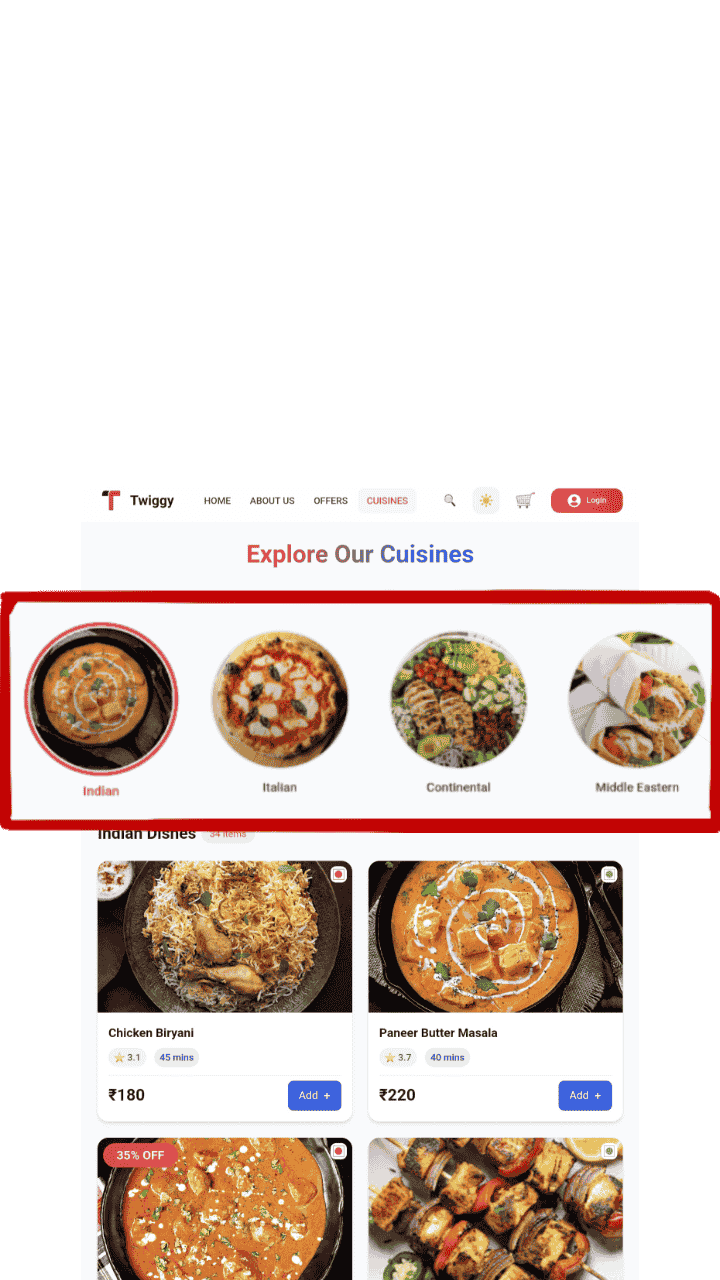 Twiggy HOME ABOUT US OFFERS CUISINES Login
Explore Our Cuisines
Indian Italian Continental Middle Eastern
Indian Dishes 34 items
Chicken Biryani Paneer Butter Masala
3.1 45 mins 3.7 40 mins
₹180 Add + ₹220 Add +
35% OFF